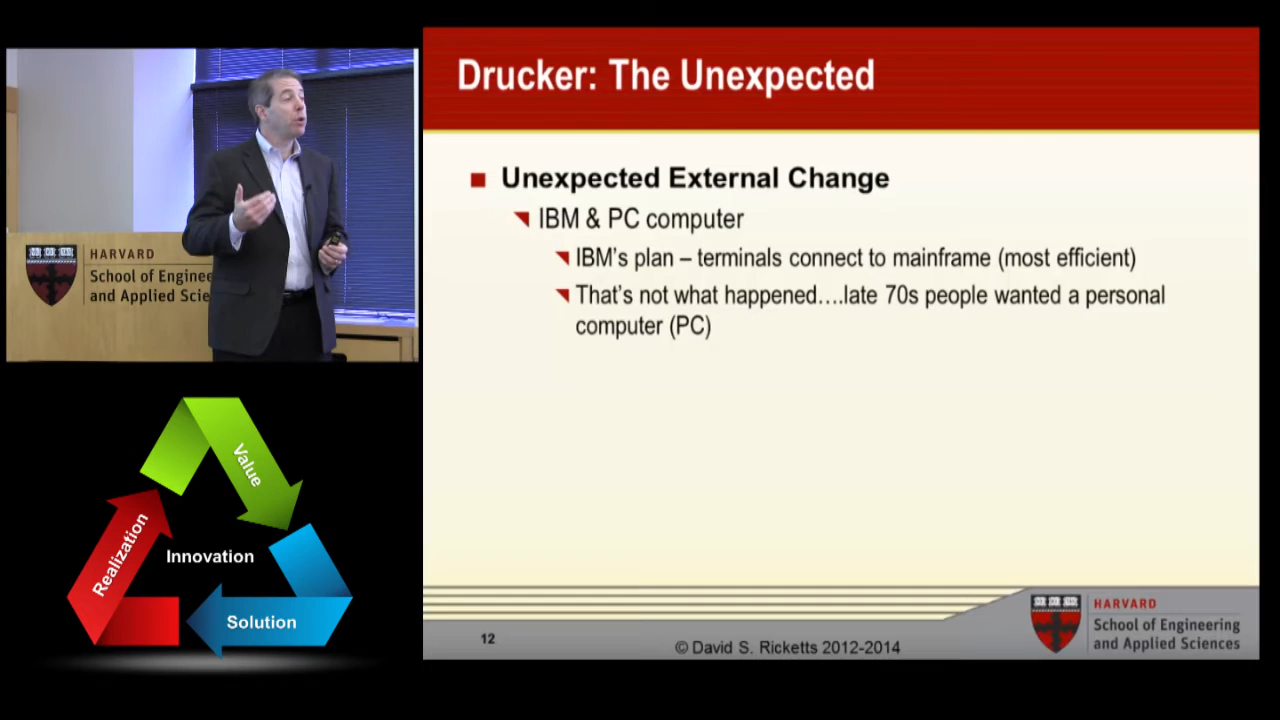 Drucker: The Unexpected
Unexpected External Change
IBM & PC computer
IBM's plan – terminals connect to mainframe (most efficient)
That's not what happened....late 70s people wanted a personal
computer (PC)
HARVARD
School of Enginee
and Applied Scie
Value
Realization
Innovation
Solution
12
© David S. Ricketts 2012-2014
HARVARD
School of Engineering
and Applied Sciences